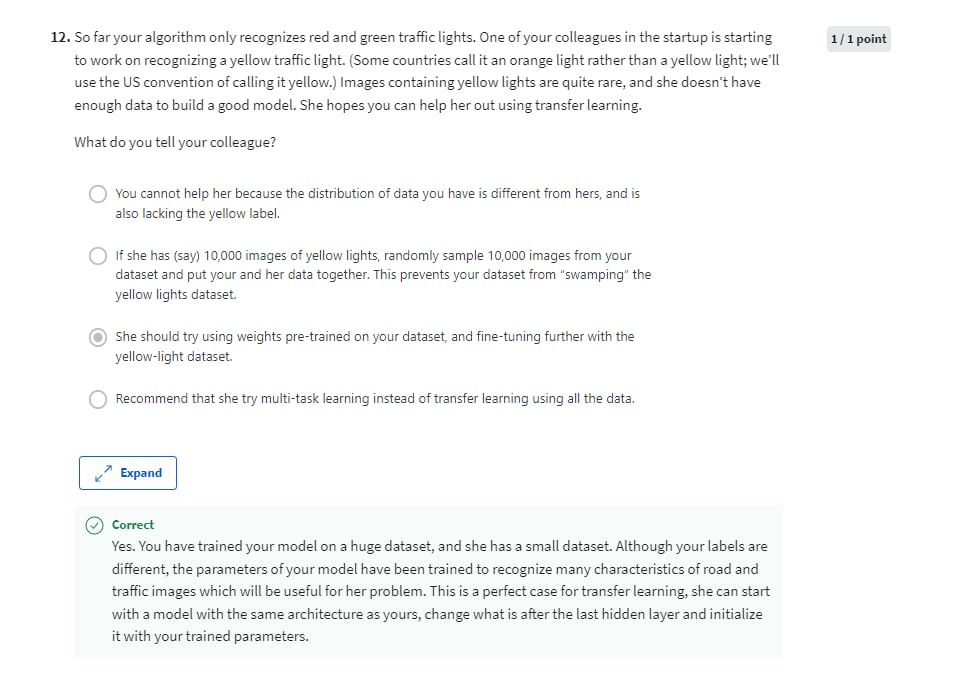 12. So far your algorithm only recognizes red and green traffic lights. One of your colleagues in the startup is starting
1 / 1 point
to work on recognizing a yellow traffic light. (Some countries call it an orange light rather than a yellow light; we'll
use the US convention of calling it yellow.) Images containing yellow lights are quite rare, and she doesn't have
enough data to build a good model. She hopes you can help her out using transfer learning.
What do you tell your colleague?
You cannot help her because the distribution of data you have is different from hers, and is
also lacking the yellow label.
If she has (say) 10,000 images of yellow lights, randomly sample 10,000 images from your
dataset and put your and her data together. This prevents your dataset from "swamping" the
yellow lights dataset.
She should try using weights pre-trained on your dataset, and fine-tuning further with the
yellow-light dataset.
Recommend that she try multi-task learning instead of transfer learning using all the data.
Expand
Correct
Yes. You have trained your model on a huge dataset, and she has a small dataset. Although your labels are
different, the parameters of your model have been trained to recognize many characteristics of road and
traffic images which will be useful for her problem. This is a perfect case for transfer learning, she can start
with a model with the same architecture as yours, change what is after the last hidden layer and initialize
it with your trained parameters.